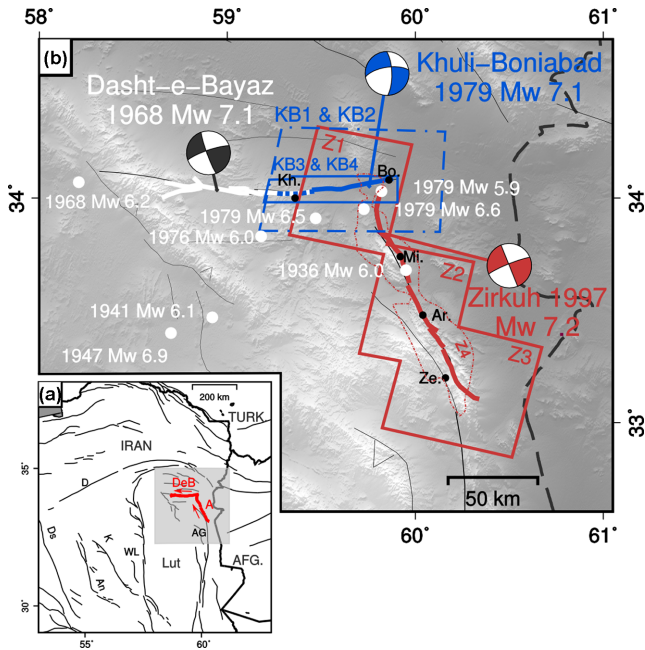 58° 59° 60° 61°
(b)
Khuli−Boniabad
1979 Mw 7.1
Dasht−e−Bayaz
1968 Mw 7.1
KB1 & KB2
Z1
KB3 & KB4
Kh.
Bo.
1979 Mw 5.9
1968 Mw 6.2
34°
34°
1979 Mw 6.5
1979 Mw 6.6
1976 Mw 6.0
Mi.
1936 Mw 6.0
Z2
Zirkuh 1997
Mw 7.2
1941 Mw 6.1
Ar.
1947 Mw 6.9
Z4
Z3
Ze.
(a)
200 km
TURK
IRAN
33°
35°
D
DeB
A
50 km
60° 61°
Ds
K
WL
AG
Lut
AFG.
An
30°
55° 60°